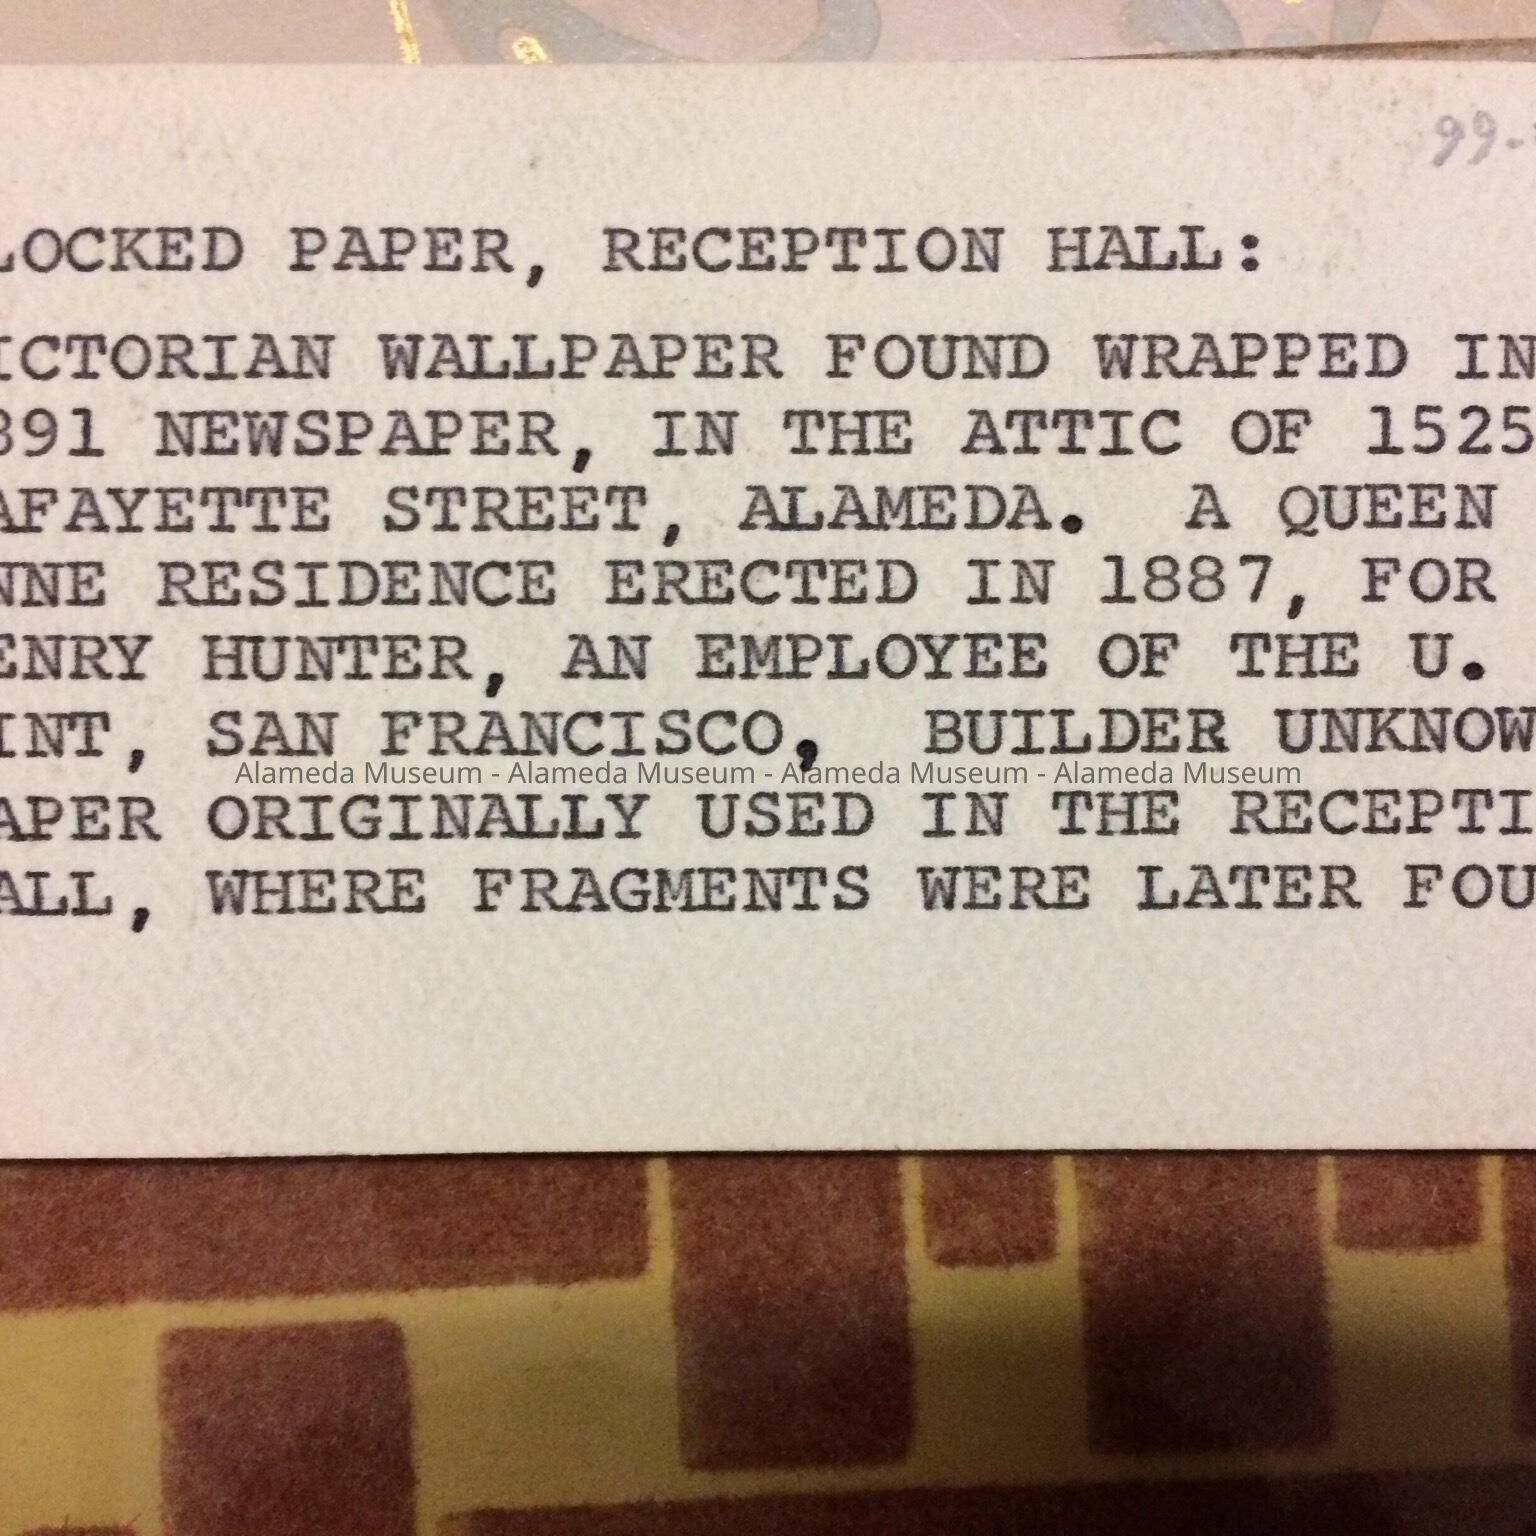 99.
LOCKED PAPER, RECEPTION HALL:
ICTORIAN WALLPAPER FOUND WRAPPED IN
891 NEWSPAPER, IN THE ATTIC OF 1525
AFAYETTE STREET, ALAMEDA. A QUEEN
NNE RESIDENCE ERECTED IN 1887, FOR
ENRY HUNTER, AN EMPLOYEE OF THE U.
INT, SAN FRANCISCO, BUILDER UNKNOW
Alameda Museum - Alameda Museum - Alameda Museum - Alameda Museum
APER ORIGINALLY USED IN THE RECEPTI
ALL, WHERE FRAGMENTS WERE LATER FOU